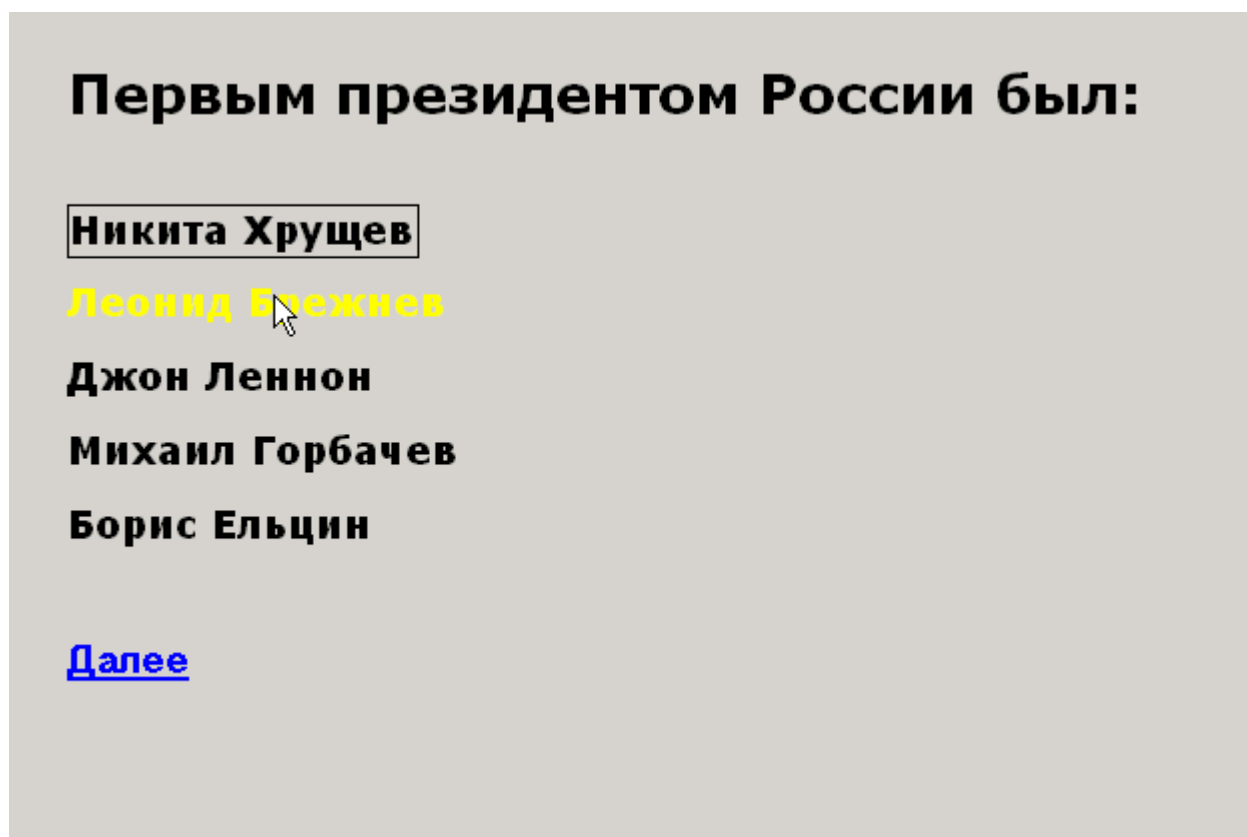 Первым президентом России был:
Никита Хрущев
Леонид Брежнев
Джон Леннон
Михаил Горбачев
Борис Ельцин
Далее